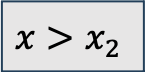 x > x₂